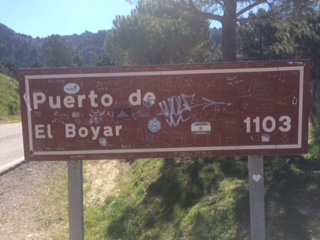 Puerto de
El Boyar 1103